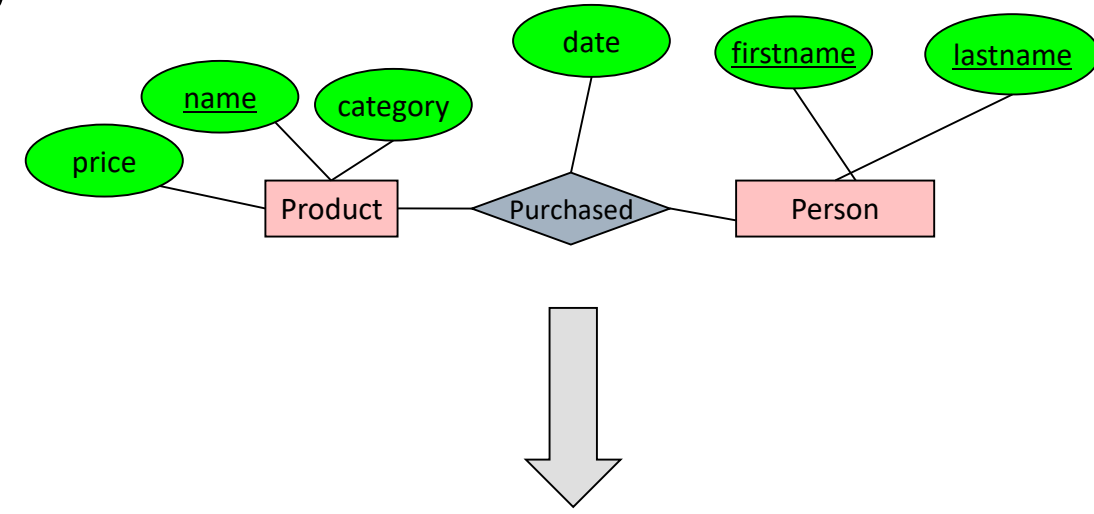 date
firstname
lastname
name
category
price
Product
Purchased
Person